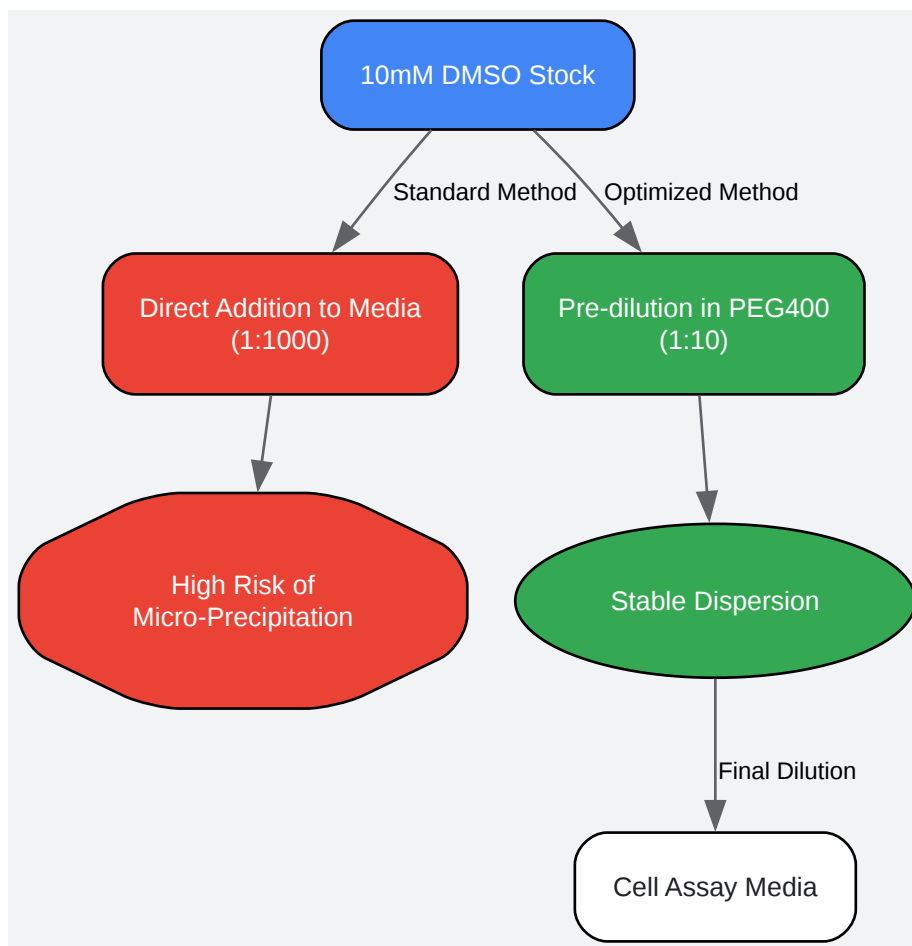 10mM DMSO Stock
Standard Method
Optimized Method
Direct Addition to Media
(1:1000)
Pre-dilution in PEG400
(1:10)
High Risk of
Micro-Precipitation
Stable Dispersion
Final Dilution
Cell Assay Media